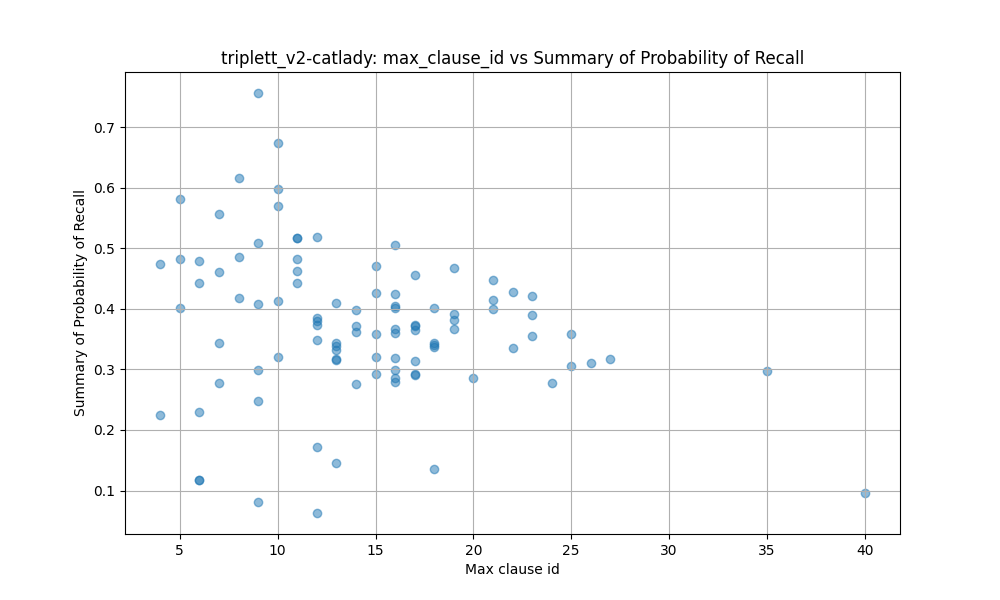 triplett_v2-catlady: max_clause_id vs Summary of Probability of Recall
Summary of Probability of Recall
0.7
0.6
0.5
0.4
0.3
0.2
0.1
5 10 15 20 25 30 35 40
Max clause id